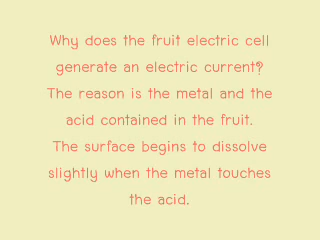 Why does the fruit electric cell
generate an electric current?
The reason is the metal and the
acid contained in the fruit.
The surface begins to dissolve
slightly when the metal touches
the acid.